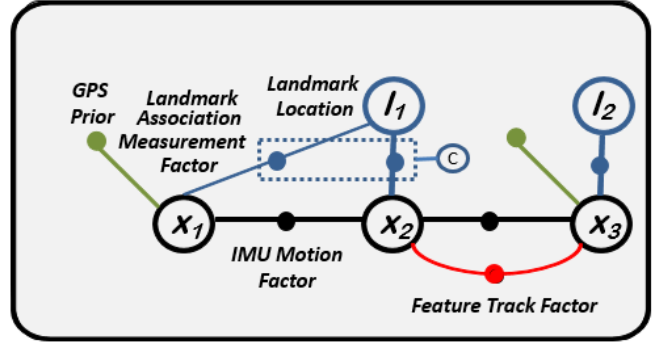 GPS
Prior
Landmark
Association
Measurement
Factor
Landmark
Location
l1
l2
C
x1
x2
x3
IMU Motion
Factor
Feature Track Factor